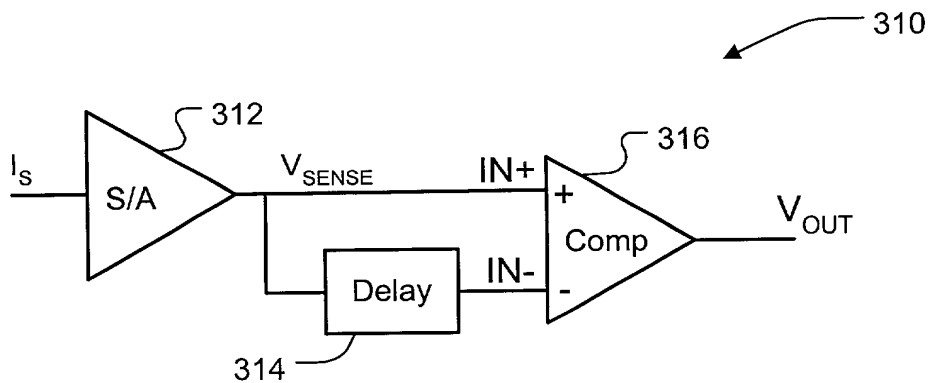 310
312
316
I_S
V_SENSE
IN+
S/A
+
V_OUT
Comp
IN-
Delay
-
314